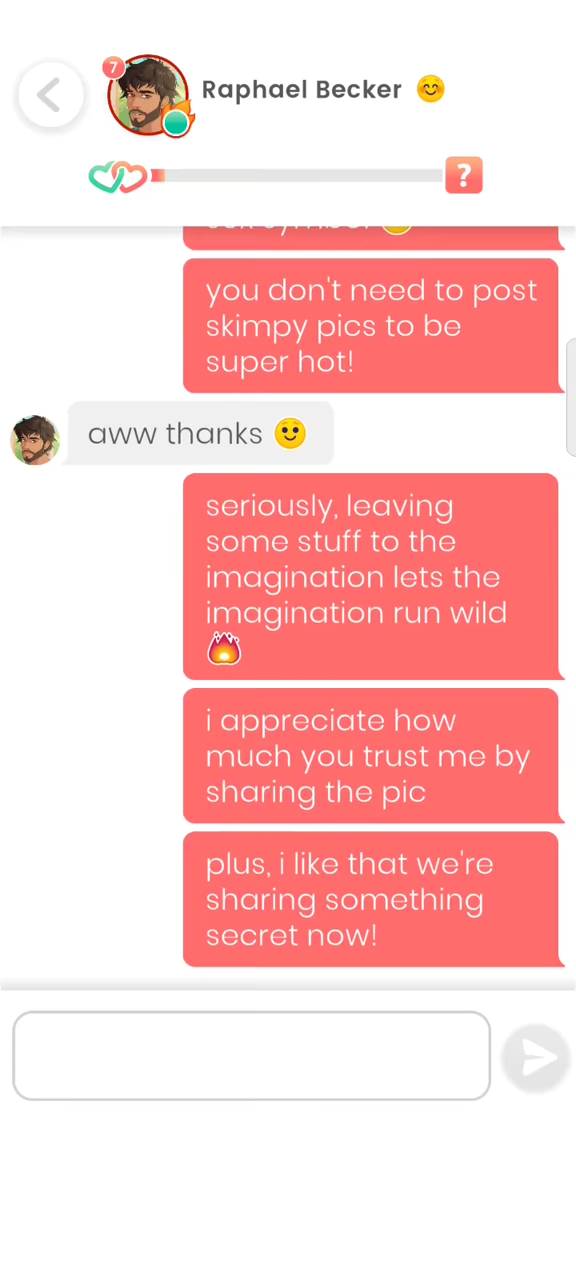 7
Raphael Becker 😊
?
you don't need to post
skimpy pics to be
super hot!
aww thanks 🙂
seriously, leaving
some stuff to the
imagination lets the
imagination run wild
🔥
i appreciate how
much you trust me by
sharing the pic
plus, i like that we're
sharing something
secret now!